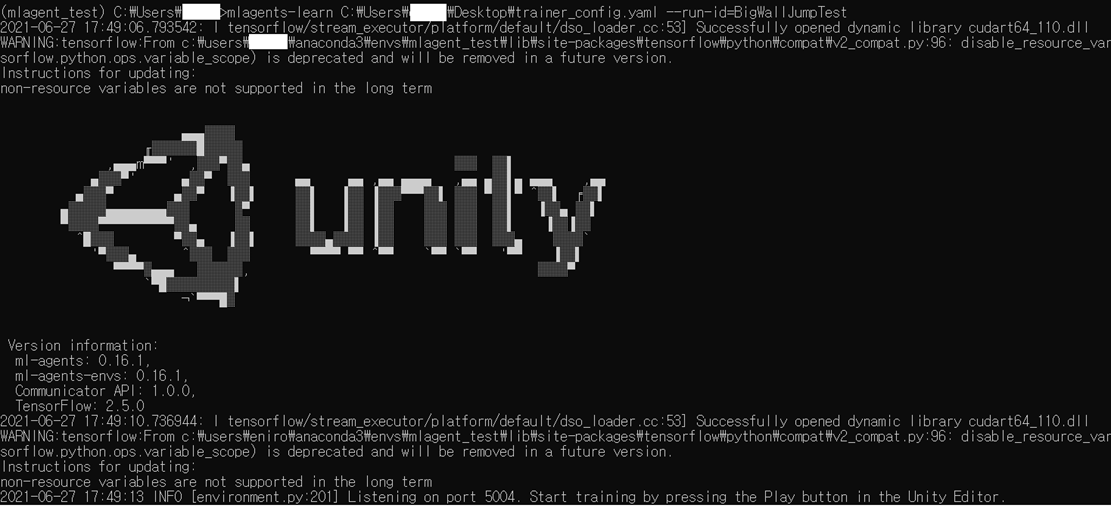 (mlagent_test) C:₩Users₩ >mlagents-learn C:₩Users₩ ₩Desktop₩trainer_config.yaml --run-id=BigWallJumpTest
2021-06-27 17:49:06.793542: I tensorflow/stream_executor/platform/default/dso_loader.cc:53] Successfully opened dynamic library cudart64_110.dll
WARNING:tensorflow:From c:₩users₩ ₩anaconda3₩envs₩mlagent_test₩lib₩site-packages₩tensorflow₩python₩compat₩v2_compat.py:96: disable_resource_var
sorflow.python.ops.variable_scope) is deprecated and will be removed in a future version.
Instructions for updating:
non-resource variables are not supported in the long term
unity
Version information:
ml-agents: 0.16.1,
ml-agents-envs: 0.16.1,
Communicator API: 1.0.0,
TensorFlow: 2.5.0
2021-06-27 17:49:10.736944: I tensorflow/stream_executor/platform/default/dso_loader.cc:53] Successfully opened dynamic library cudart64_110.dll
WARNING:tensorflow:From c:₩users₩eniro₩anaconda3₩envs₩mlagent_test₩lib₩site-packages₩tensorflow₩python₩compat₩v2_compat.py:96: disable_resource_var
sorflow.python.ops.variable_scope) is deprecated and will be removed in a future version.
Instructions for updating:
non-resource variables are not supported in the long term
2021-06-27 17:49:13 INFO [environment.py:201] Listening on port 5004. Start training by pressing the Play button in the Unity Editor.